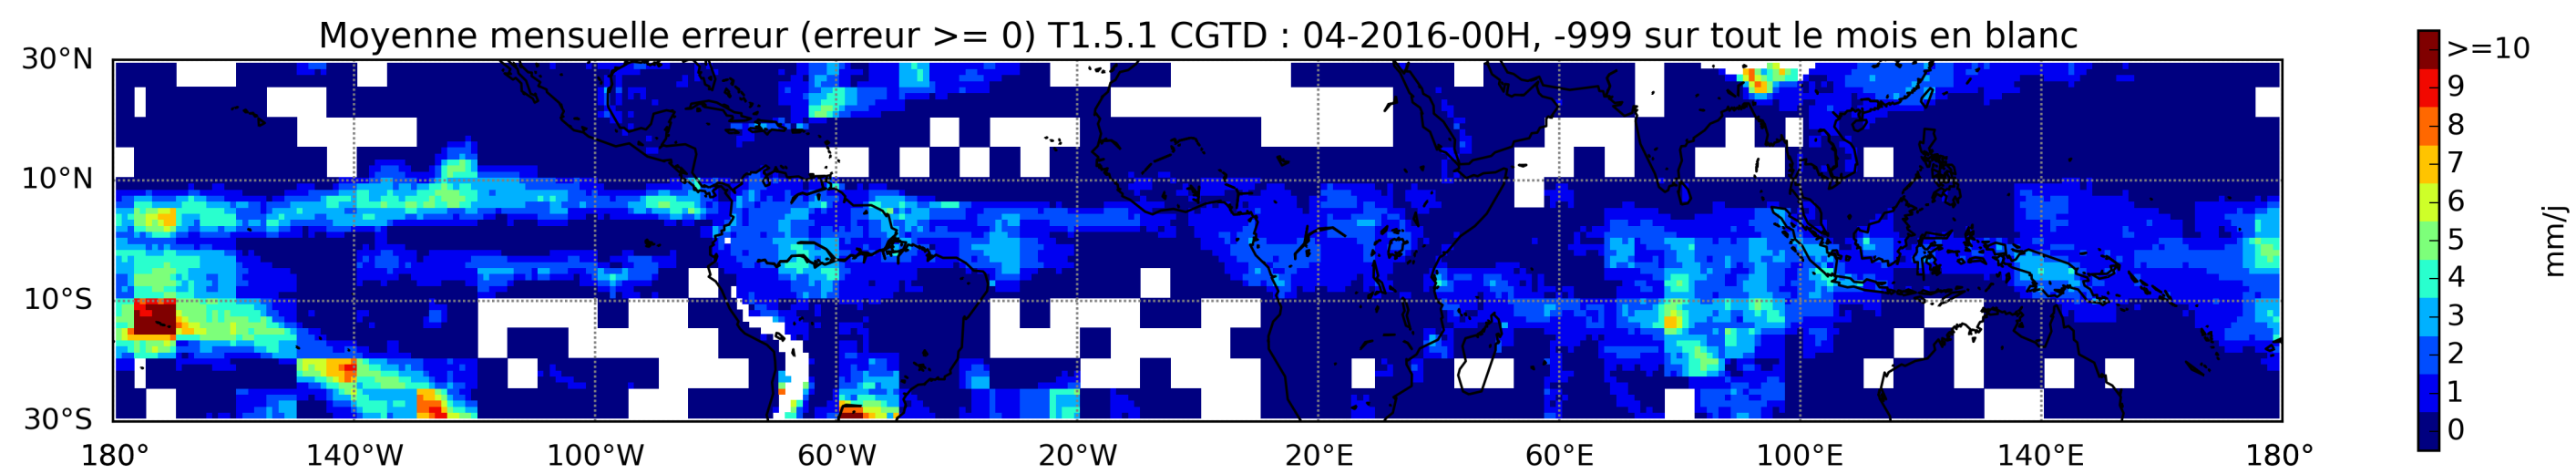 Moyenne mensuelle erreur (erreur >= 0) T1.5.1 CGTD : 04-2016-00H, -999 sur tout le mois en blanc
30°N
10°N
10°S
30°S
180° 140°W 100°W 60°W 20°W 20°E 60°E 100°E 140°E 180°
>=10
9
8
7
6
5
4
3
2
1
0
mm/j